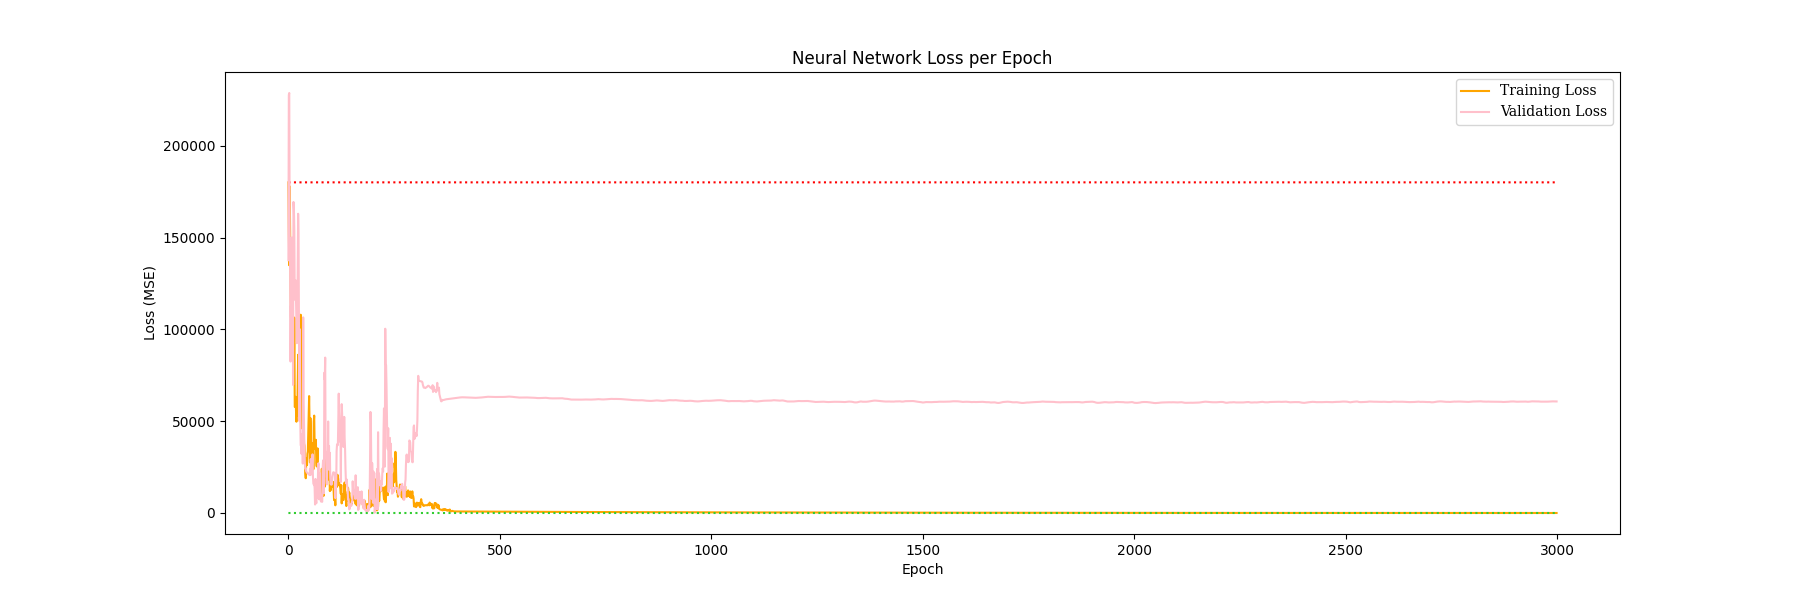 Neural Network Loss per Epoch
Training Loss
Validation Loss
200000
150000
100000
50000
0
Loss (MSE)
0 500 1000 1500 2000 2500 3000
Epoch